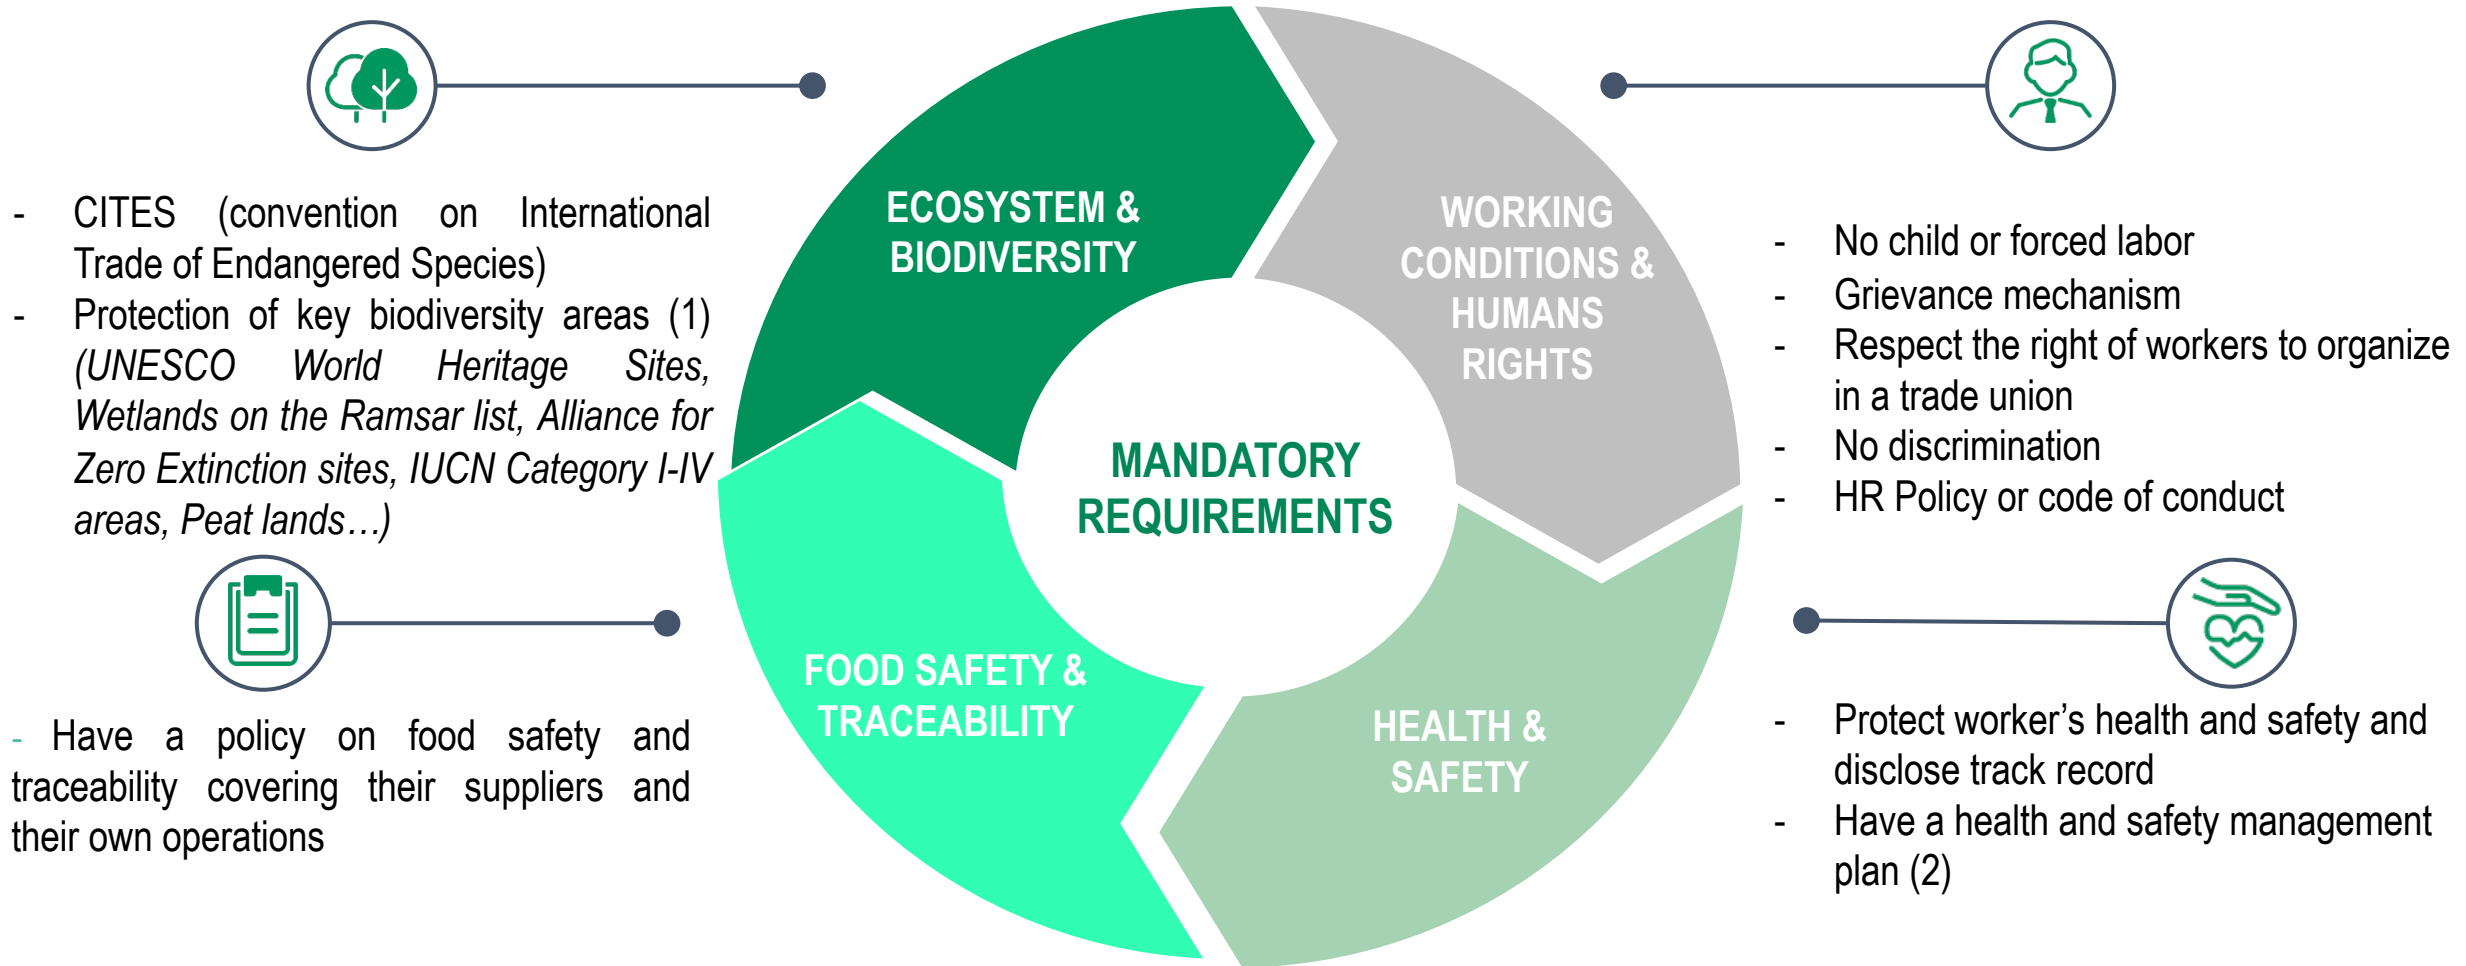 - CITES (convention on International
Trade of Endangered Species)
- Protection of key biodiversity areas (1)
(UNESCO World Heritage Sites,
Wetlands on the Ramsar list, Alliance for
Zero Extinction sites, IUCN Category I-IV
areas, Peat lands…)
- Have a policy on food safety and
traceability covering their suppliers and
their own operations
ECOSYSTEM &
BIODIVERSITY
WORKING
CONDITIONS &
HUMANS
RIGHTS
MANDATORY
REQUIREMENTS
FOOD SAFETY &
TRACEABILITY
HEALTH &
SAFETY
- No child or forced labor
- Grievance mechanism
- Respect the right of workers to organize
in a trade union
- No discrimination
- HR Policy or code of conduct
- Protect worker’s health and safety and
disclose track record
- Have a health and safety management
plan (2)